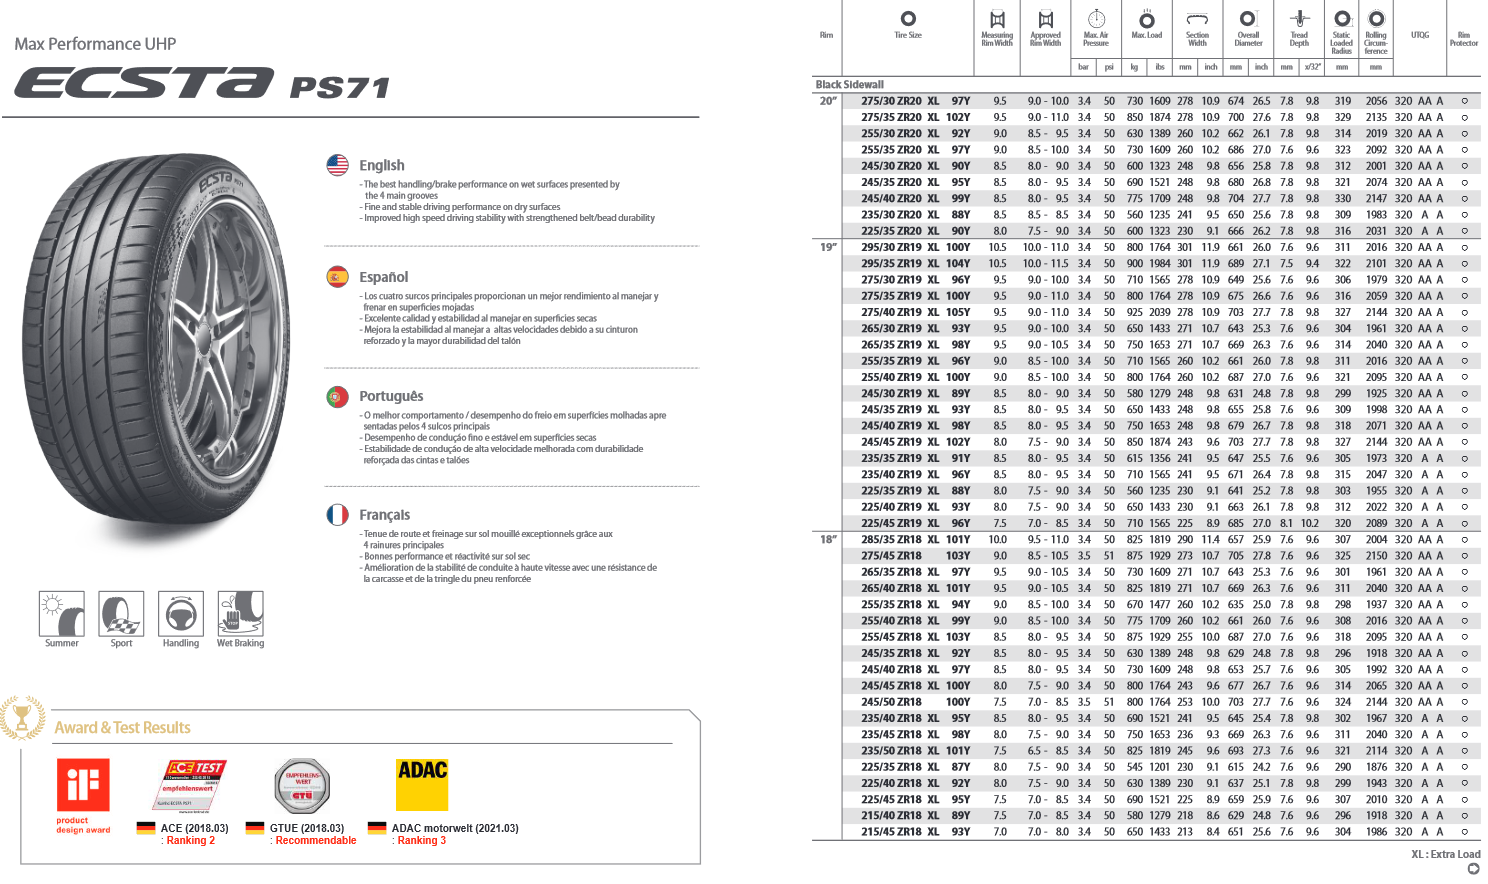 Max Performance UHP
ECSTA PS71
ECSTA PS71
English
- The best handling/brake performance on wet surfaces presented by
the 4 main grooves
- Fine and stable driving performance on dry surfaces
- Improved high speed driving stability with strengthened belt/bead durability
Español
- Los cuatro surcos principales proporcionan un mejor rendimiento al manejar y
frenar en superficies mojadas
- Excelente calidad y estabilidad al manejar en superficies secas
- Mejora la estabilidad al manejar a altas velocidades debido a su cinturon
reforzado y la mayor durabilidad del talón
Português
- O melhor comportamento / desempenho do freio em superfícies molhadas apre
sentadas pelos 4 sulcos principais
- Desempenho de condução fino e estável em superfícies secas
- Estabilidade de condução de alta velocidade melhorada com durabilidade
reforçada das cintas e talões
Français
- Tenue de route et freinage sur sol mouillé exceptionnels grâce aux
4 rainures principales
- Bonnes performance et réactivité sur sol sec
- Amélioration de la stabilité de conduite à haute vitesse avec une résistance de
la carcasse et de la tringle du pneu renforcée
STOP
Summer Sport Handling Wet Braking
Award & Test Results
iF
product
design award
ACE TEST
empfehlenswert
Kumho ECSTA PS71
EMPFEHLENS-
WERT
GTÜ
ADAC
ACE (2018.03)
: Ranking 2
GTUE (2018.03)
: Recommendable
ADAC motorwelt (2021.03)
: Ranking 3
Rim Tire Size Measuring Rim Width Approved Rim Width Max. Air Pressure Max. Load Section Width Overall Diameter Tread Depth Static Loaded Radius Rolling Circum-ference UTQG Rim Protector
bar psi kg lbs mm inch mm inch mm x/32" mm mm
Black Sidewall
20" 275/30 ZR20 XL 97Y 9.5 9.0 - 10.0 3.4 50 730 1609 278 10.9 674 26.5 7.8 9.8 319 2056 320 AA A ○
275/35 ZR20 XL 102Y 9.5 9.0 - 11.0 3.4 50 850 1874 278 10.9 700 27.6 7.8 9.8 329 2135 320 AA A ○
255/30 ZR20 XL 92Y 9.0 8.5 - 9.5 3.4 50 630 1389 260 10.2 662 26.1 7.8 9.8 314 2019 320 AA A ○
255/35 ZR20 XL 97Y 9.0 8.5 - 10.0 3.4 50 730 1609 260 10.2 686 27.0 7.6 9.6 323 2092 320 AA A ○
245/30 ZR20 XL 90Y 8.5 8.0 - 9.0 3.4 50 600 1323 248 9.8 656 25.8 7.8 9.8 312 2001 320 AA A ○
245/35 ZR20 XL 95Y 8.5 8.0 - 9.5 3.4 50 690 1521 248 9.8 680 26.8 7.8 9.8 321 2074 320 AA A ○
245/40 ZR20 XL 99Y 8.5 8.0 - 9.5 3.4 50 775 1709 248 9.8 704 27.7 7.8 9.8 330 2147 320 AA A ○
235/30 ZR20 XL 88Y 8.5 8.5 - 8.5 3.4 50 560 1235 241 9.5 650 25.6 7.8 9.8 309 1983 320 A A ○
225/35 ZR20 XL 90Y 8.0 7.5 - 9.0 3.4 50 600 1323 230 9.1 666 26.2 7.8 9.8 316 2031 320 A A ○
19" 295/30 ZR19 XL 100Y 10.5 10.0 - 11.0 3.4 50 800 1764 301 11.9 661 26.0 7.6 9.6 311 2016 320 AA A ○
295/35 ZR19 XL 104Y 10.5 10.0 - 11.5 3.4 50 900 1984 301 11.9 689 27.1 7.5 9.4 322 2101 320 AA A ○
275/30 ZR19 XL 96Y 9.5 9.0 - 10.0 3.4 50 710 1565 278 10.9 649 25.6 7.6 9.6 306 1979 320 AA A ○
275/35 ZR19 XL 100Y 9.5 9.0 - 11.0 3.4 50 800 1764 278 10.9 675 26.6 7.6 9.6 316 2059 320 AA A ○
275/40 ZR19 XL 105Y 9.5 9.0 - 11.0 3.4 50 925 2039 278 10.9 703 27.7 7.8 9.8 327 2144 320 AA A ○
265/30 ZR19 XL 93Y 9.5 9.0 - 10.0 3.4 50 650 1433 271 10.7 643 25.3 7.6 9.6 304 1961 320 AA A ○
265/35 ZR19 XL 98Y 9.5 9.0 - 10.5 3.4 50 750 1653 271 10.7 669 26.3 7.6 9.6 314 2040 320 AA A ○
255/35 ZR19 XL 96Y 9.0 8.5 - 10.0 3.4 50 710 1565 260 10.2 661 26.0 7.8 9.8 311 2016 320 AA A ○
255/40 ZR19 XL 100Y 9.0 8.5 - 10.0 3.4 50 800 1764 260 10.2 687 27.0 7.6 9.6 321 2095 320 AA A ○
245/30 ZR19 XL 89Y 8.5 8.0 - 9.0 3.4 50 580 1279 248 9.8 631 24.8 7.8 9.8 299 1925 320 AA A ○
245/35 ZR19 XL 93Y 8.5 8.0 - 9.5 3.4 50 650 1433 248 9.8 655 25.8 7.6 9.6 309 1998 320 AA A ○
245/40 ZR19 XL 98Y 8.5 8.0 - 9.5 3.4 50 750 1653 248 9.8 679 26.7 7.8 9.8 318 2071 320 AA A ○
245/45 ZR19 XL 102Y 8.0 7.5 - 9.0 3.4 50 850 1874 243 9.6 703 27.7 7.8 9.8 327 2144 320 AA A ○
235/35 ZR19 XL 91Y 8.5 8.0 - 9.5 3.4 50 615 1356 241 9.5 647 25.5 7.6 9.6 305 1973 320 A A ○
235/40 ZR19 XL 96Y 8.5 8.0 - 9.5 3.4 50 710 1565 241 9.5 671 26.4 7.8 9.8 315 2047 320 A A ○
225/35 ZR19 XL 88Y 8.0 7.5 - 9.0 3.4 50 560 1235 230 9.1 641 25.2 7.8 9.8 303 1955 320 A A ○
225/40 ZR19 XL 93Y 8.0 7.5 - 9.0 3.4 50 650 1433 230 9.1 663 26.1 7.8 9.8 312 2022 320 A A ○
225/45 ZR19 XL 96Y 7.5 7.0 - 8.5 3.4 50 710 1565 225 8.9 685 27.0 8.1 10.2 320 2089 320 A A ○
18" 285/35 ZR18 XL 101Y 10.0 9.5 - 11.0 3.4 50 825 1819 290 11.4 657 25.9 7.6 9.6 307 2004 320 AA A ○
275/45 ZR18 103Y 9.0 8.5 - 10.5 3.5 51 875 1929 273 10.7 705 27.8 7.6 9.6 325 2150 320 AA A ○
265/35 ZR18 XL 97Y 9.5 9.0 - 10.5 3.4 50 730 1609 271 10.7 643 25.3 7.6 9.6 301 1961 320 AA A ○
265/40 ZR18 XL 101Y 9.5 9.0 - 10.5 3.4 50 825 1819 271 10.7 669 26.3 7.6 9.6 311 2040 320 AA A ○
255/35 ZR18 XL 94Y 9.0 8.5 - 10.0 3.4 50 670 1477 260 10.2 635 25.0 7.8 9.8 298 1937 320 AA A ○
255/40 ZR18 XL 99Y 9.0 8.5 - 10.0 3.4 50 775 1709 260 10.2 661 26.0 7.6 9.6 308 2016 320 AA A ○
255/45 ZR18 XL 103Y 8.5 8.0 - 9.5 3.4 50 875 1929 255 10.0 687 27.0 7.6 9.6 318 2095 320 AA A ○
245/35 ZR18 XL 92Y 8.5 8.0 - 9.5 3.4 50 630 1389 248 9.8 629 24.8 7.8 9.8 296 1918 320 AA A ○
245/40 ZR18 XL 97Y 8.5 8.0 - 9.5 3.4 50 730 1609 248 9.8 653 25.7 7.6 9.6 305 1992 320 AA A ○
245/45 ZR18 XL 100Y 8.0 7.5 - 9.0 3.4 50 800 1764 243 9.6 677 26.7 7.6 9.6 314 2065 320 AA A ○
245/50 ZR18 100Y 7.5 7.0 - 8.5 3.5 51 800 1764 253 10.0 703 27.7 7.6 9.6 324 2144 320 AA A ○
235/40 ZR18 XL 95Y 8.5 8.0 - 9.5 3.4 50 690 1521 241 9.5 645 25.4 7.8 9.8 302 1967 320 A A ○
235/45 ZR18 XL 98Y 8.0 7.5 - 9.0 3.4 50 750 1653 236 9.3 669 26.3 7.6 9.6 311 2040 320 A A ○
235/50 ZR18 XL 101Y 7.5 6.5 - 8.5 3.4 50 825 1819 245 9.6 693 27.3 7.6 9.6 321 2114 320 A A ○
225/35 ZR18 XL 87Y 8.0 7.5 - 9.0 3.4 50 545 1201 230 9.1 615 24.2 7.6 9.6 290 1876 320 A A ○
225/40 ZR18 XL 92Y 8.0 7.5 - 9.0 3.4 50 630 1389 230 9.1 637 25.1 7.8 9.8 299 1943 320 A A ○
225/45 ZR18 XL 95Y 7.5 7.0 - 8.5 3.4 50 690 1521 225 8.9 659 25.9 7.6 9.6 307 2010 320 A A ○
215/40 ZR18 XL 89Y 7.5 7.0 - 8.5 3.4 50 580 1279 218 8.6 629 24.8 7.6 9.6 296 1918 320 A A ○
215/45 ZR18 XL 93Y 7.0 7.0 - 8.0 3.4 50 650 1433 213 8.4 651 25.6 7.6 9.6 304 1986 320 A A ○
XL : Extra Load